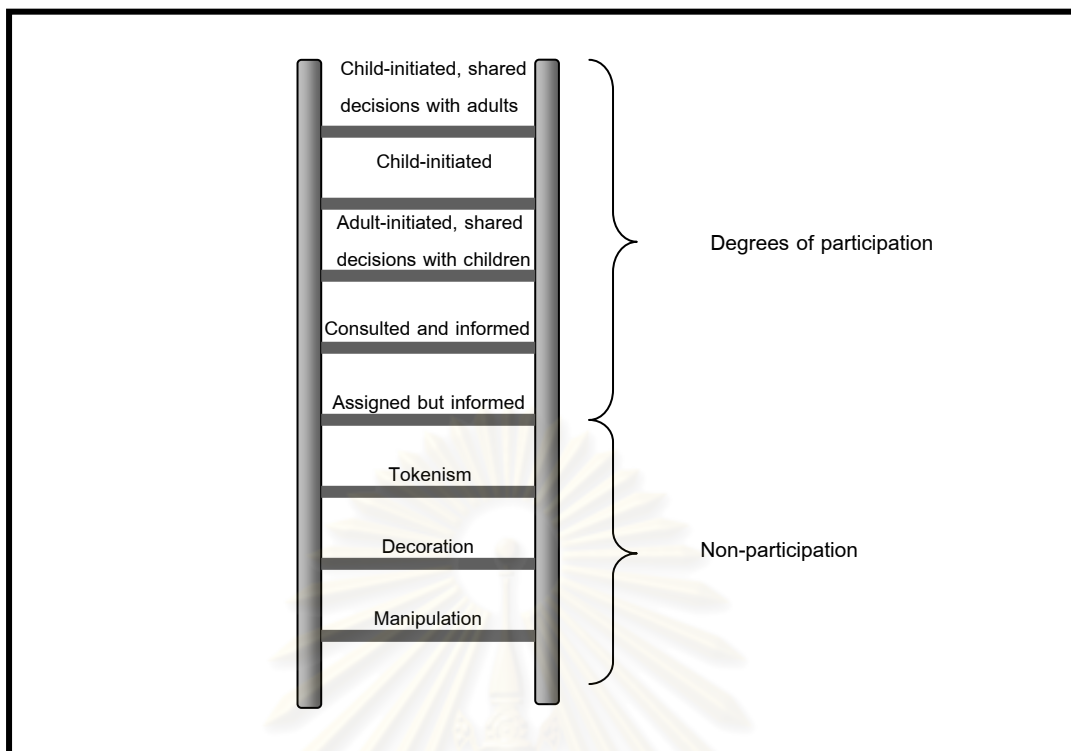 Child-initiated, shared
decisions with adults
Child-initiated
Adult-initiated, shared
decisions with children
Consulted and informed
Assigned but informed
Tokenism
Decoration
Manipulation
Degrees of participation
Non-participation